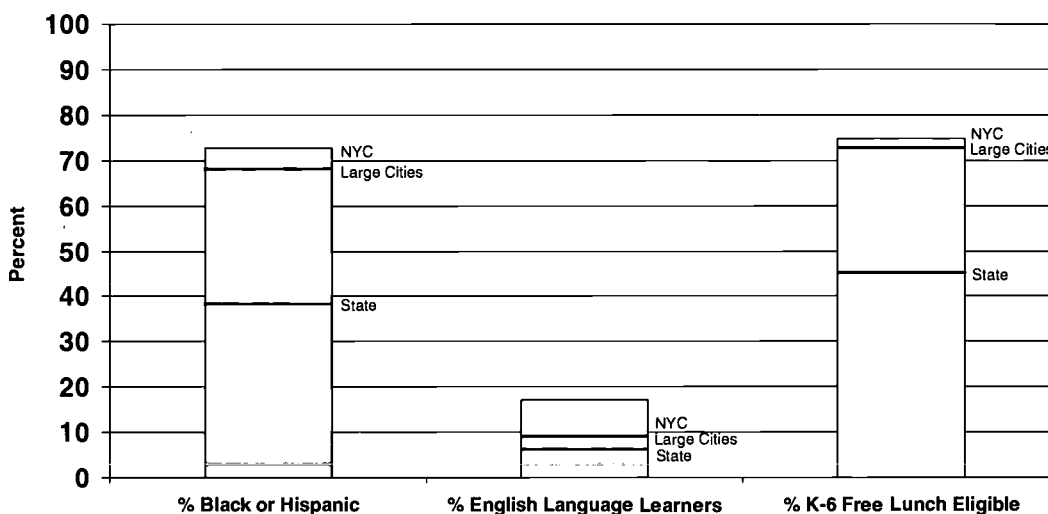 100
90
80
70
60
50
40
30
20
10
0
Percent
NYC
Large Cities
State
NYC
Large Cities
State
NYC
Large Cities
State
% Black or Hispanic
% English Language Learners
% K-6 Free Lunch Eligible